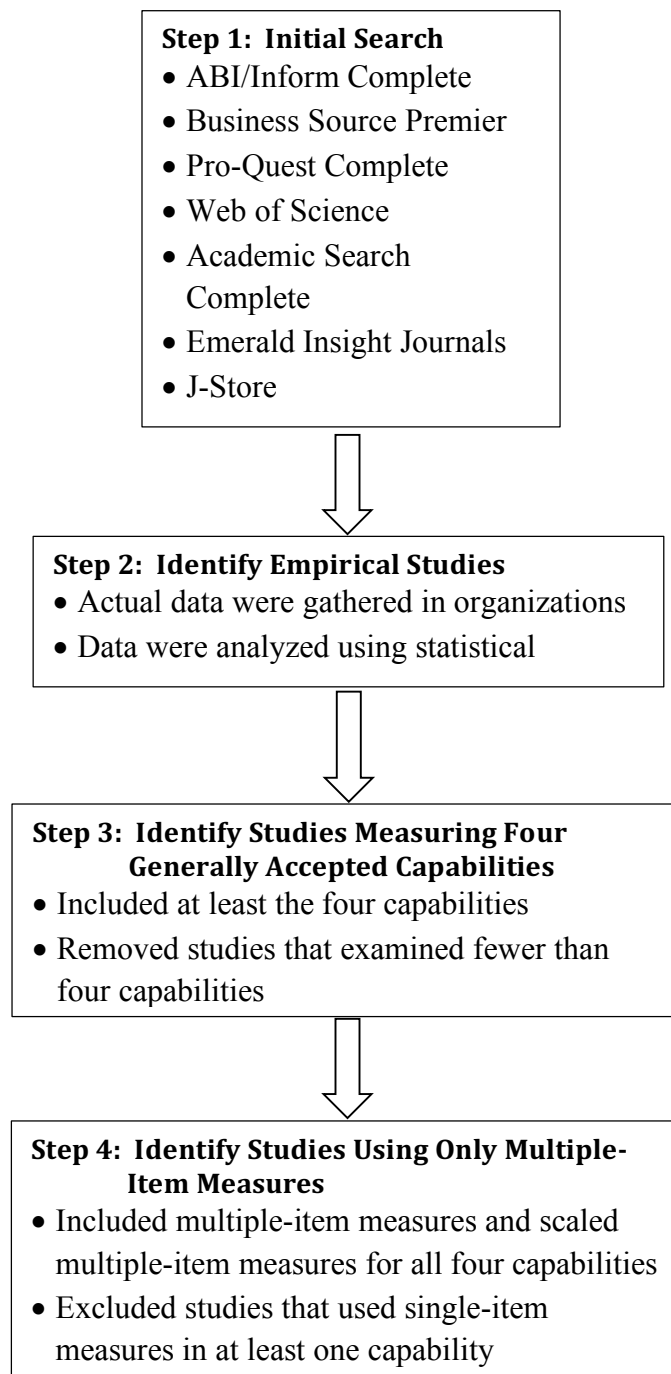 Step 1: Initial Search
• ABI/Inform Complete
• Business Source Premier
• Pro-Quest Complete
• Web of Science
• Academic Search
Complete
• Emerald Insight Journals
• J-Store
Step 2: Identify Empirical Studies
• Actual data were gathered in organizations
• Data were analyzed using statistical
Step 3: Identify Studies Measuring Four
Generally Accepted Capabilities
• Included at least the four capabilities
• Removed studies that examined fewer than
four capabilities
Step 4: Identify Studies Using Only Multiple-
Item Measures
• Included multiple-item measures and scaled
multiple-item measures for all four capabilities
• Excluded studies that used single-item
measures in at least one capability